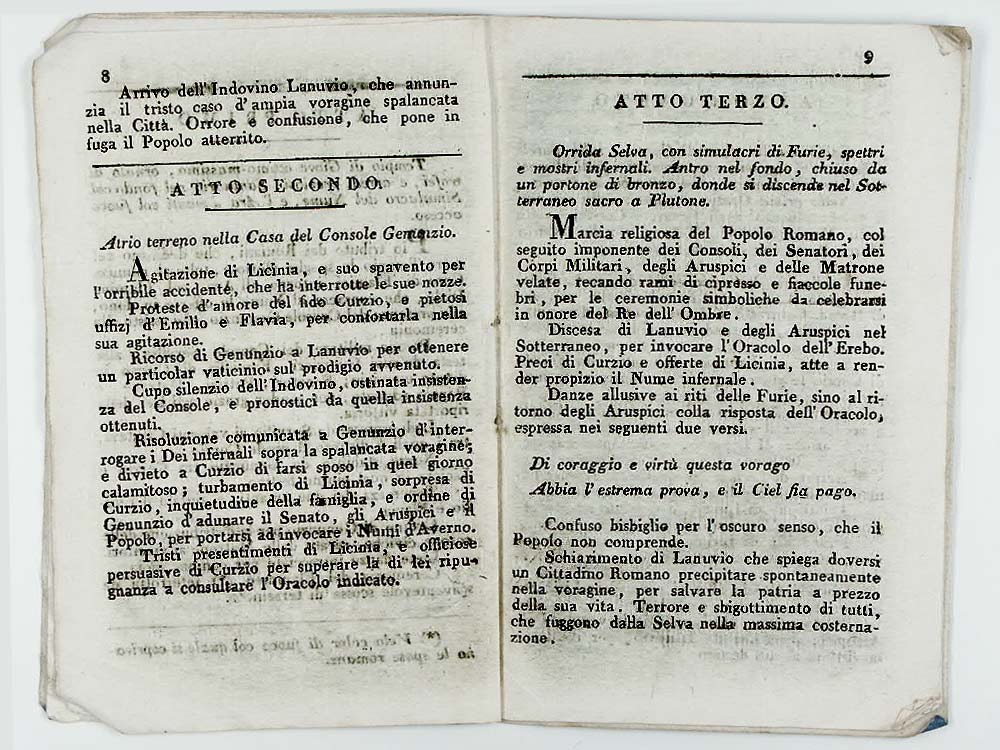 8
Arrivo dell'Indovino Lanuvio, che annun-
zia il tristo caso d'ampia voragine spalancata
nella Città. Orrore e confusione, che pone in
fuga il Popolo atterrito.
ATTO SECONDO.
Atrio terreno nella Casa del Console Genunzio.
Agitazione di Licinia, e suo spavento per
l'orribile accidente, che ha interrotte le sue nozze.
Proteste d'amore del fido Curzio, e pietosi
uffizj d'Emilio e Flavia, per confortarla nella
sua agitazione.
Ricorso di Genunzio a Lanuvio per ottenere
un particolar vaticinio sul prodigio avvenuto.
Cupo silenzio dell'Indovino, ostinata insisten-
za del Console, e pronostici da quella insistenza
ottenuti.
Risoluzione comunicata a Genunzio d'inter-
rogare i Dei infernali sopra la spalancata voragine;
e divieto a Curzio di farsi sposo in quel giorno
calamitoso; turbamento di Licinia, sorpresa di
Curzio, inquietudine della famiglia, e ordine di
Genunzio d'adunare il Senato, gli Aruspici e il
Popolo, per portarsi ad invocare i Numi d'Averno.
Tristi presentimenti di Licinia, e officiose
persuasive di Curzio per superare la di lei ripu-
gnanza a consultare l'Oracolo indicato.
9
ATTO TERZO.
Orrida Selva, con simulacri di Furie, spettri
e mostri infernali. Antro nel fondo, chiuso da
un portone di bronzo, donde si discende nel Sot-
terraneo sacro a Plutone.
Marcia religiosa del Popolo Romano, col
seguito imponente dei Consoli, dei Senatori, dei
Corpi Militari, degli Aruspici e delle Matrone
velate, recando rami di cipresso e fiaccole fune-
bri, per le ceremonie simboliche da celebrarsi
in onore del Re dell'Ombre.
Discesa di Lanuvio e degli Aruspici nel
Sotterraneo, per invocare l'Oracolo dell'Erebo.
Preci di Curzio e offerte di Licinia, atte a ren-
der propizio il Nume infernale.
Danze allusive ai riti delle Furie, sino al ri-
torno degli Aruspici colla risposta dell'Oracolo,
espressa nei seguenti due versi.
Di coraggio e virtù questa vorago
Abbia l'estrema prova, e il Ciel fia pago.
Confuso bisbiglio per l'oscuro senso, che il
Popolo non comprende.
Schiarimento di Lanuvio che spiega doversi
un Cittadino Romano precipitare spontaneamente
nella voragine, per salvare la patria a prezzo
della sua vita. Terrore e sbigottimento di tutti,
che fuggono dalla Selva nella massima costerna-
zione.